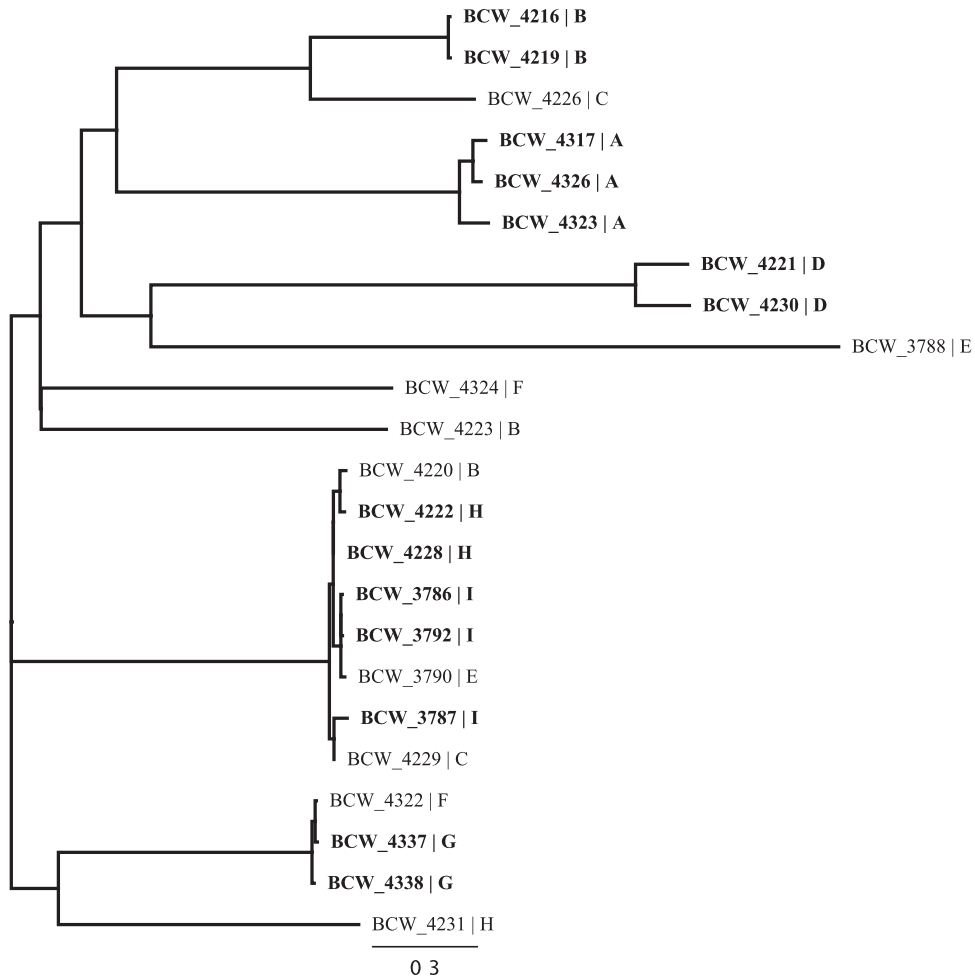 BCW_4216 | B
BCW_4219 | B
BCW_4226 | C
BCW_4317 | A
BCW_4326 | A
BCW_4323 | A
BCW_4221 | D
BCW_4230 | D
BCW_3788 | E
BCW_4324 | F
BCW_4223 | B
BCW_4220 | B
BCW_4222 | H
BCW_4228 | H
BCW_3786 | I
BCW_3792 | I
BCW_3790 | E
BCW_3787 | I
BCW_4229 | C
BCW_4322 | F
BCW_4337 | G
BCW_4338 | G
BCW_4231 | H
0 3